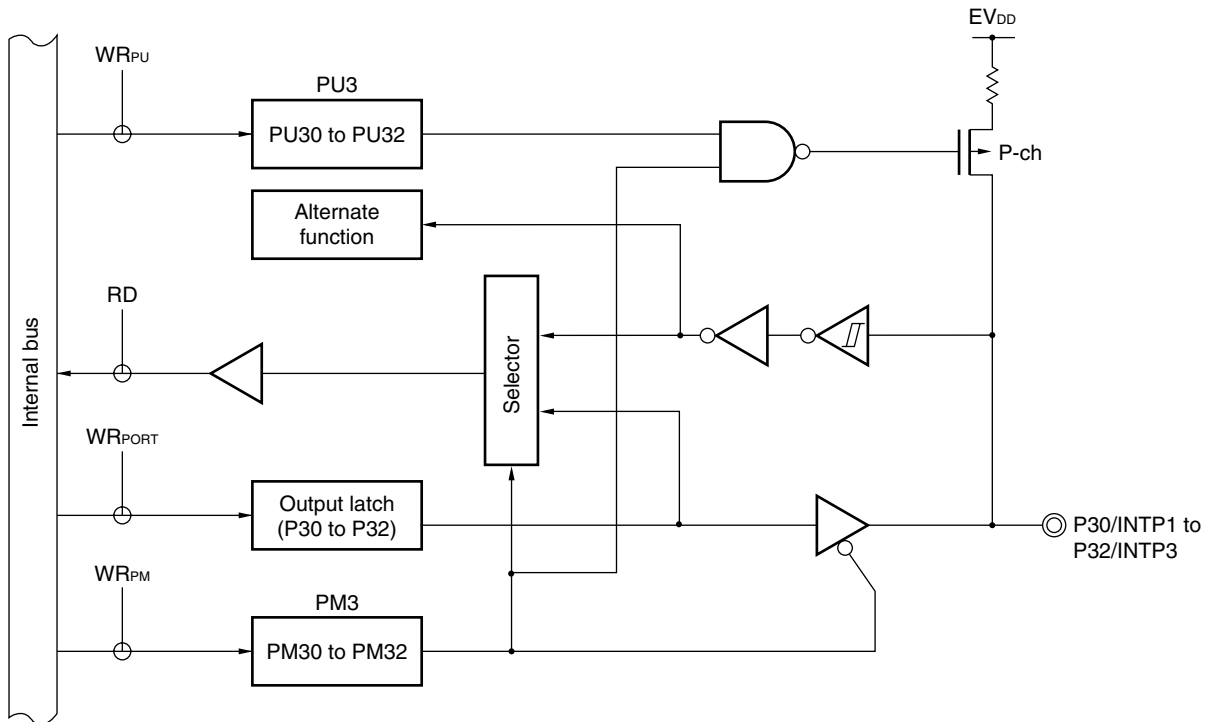 EVDD
WRPU
PU3
PU30 to PU32
P-ch
Alternate
function
RD
Internal bus
Selector
WRPORT
Output latch
(P30 to P32)
P30/INTP1 to
P32/INTP3
WRPM
PM3
PM30 to PM32